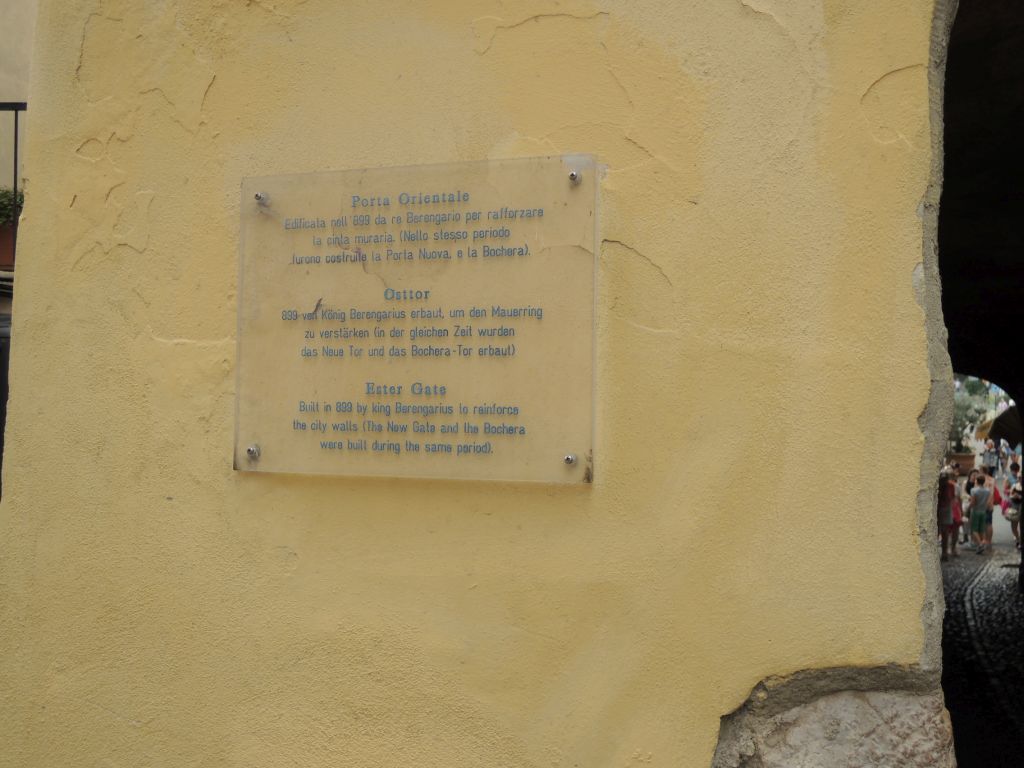 Porta Orientale
Edificata nell'899 da re Berengario per rafforzare
la cinta muraria. (Nello stesso periodo
furono costruite la Porta Nuova, e la Bochera).
Osttor
899 von König Berengarius erbaut, um den Mauerring
zu verstärken (in der gleichen Zeit wurden
das Neue Tor und das Bochera-Tor erbaut)
Ester Gate
Built in 899 by king Berengarius to reinforce
the city walls (The New Gate and the Bochera
were built during the same period).